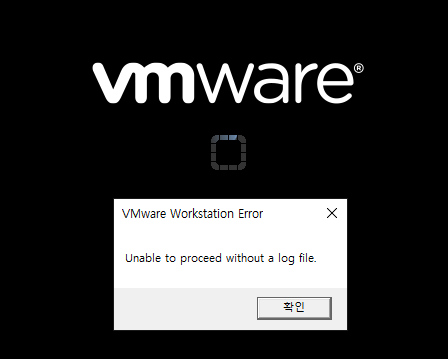 vmware®
VMware Workstation Error
Unable to proceed without a log file.
확인